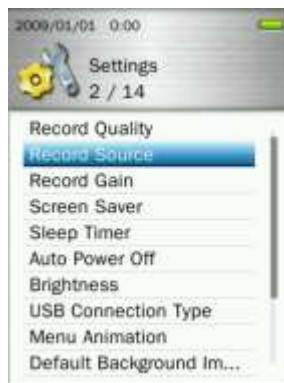 2009/01/01 0:00
Settings
2 / 14
Record Quality
Record Source
Record Gain
Screen Saver
Sleep Timer
Auto Power Off
Brightness
USB Connection Type
Menu Animation
Default Background Im...